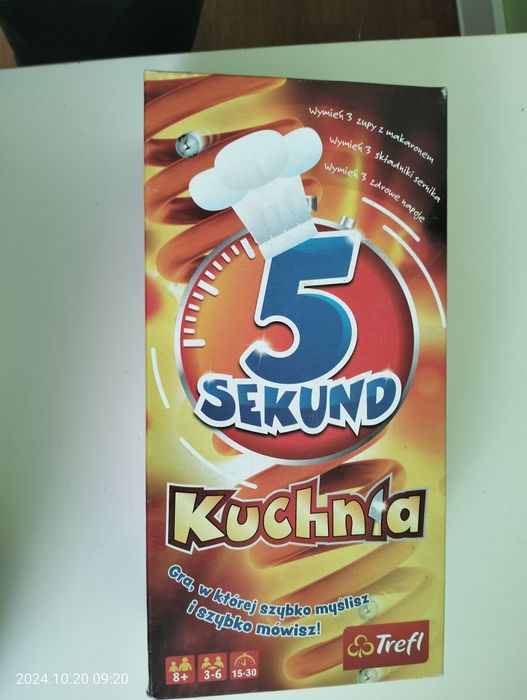 Wymień 3 zupy z makaronem
Wymień 3 składniki sernika
Wymień 3 zdrowe napoje
5
SEKUND
Kuchnia
Gra, w której szybko myślisz
i szybko mówisz!
Trefl
8+ 3-6 15-30
2024.10.20 09:20